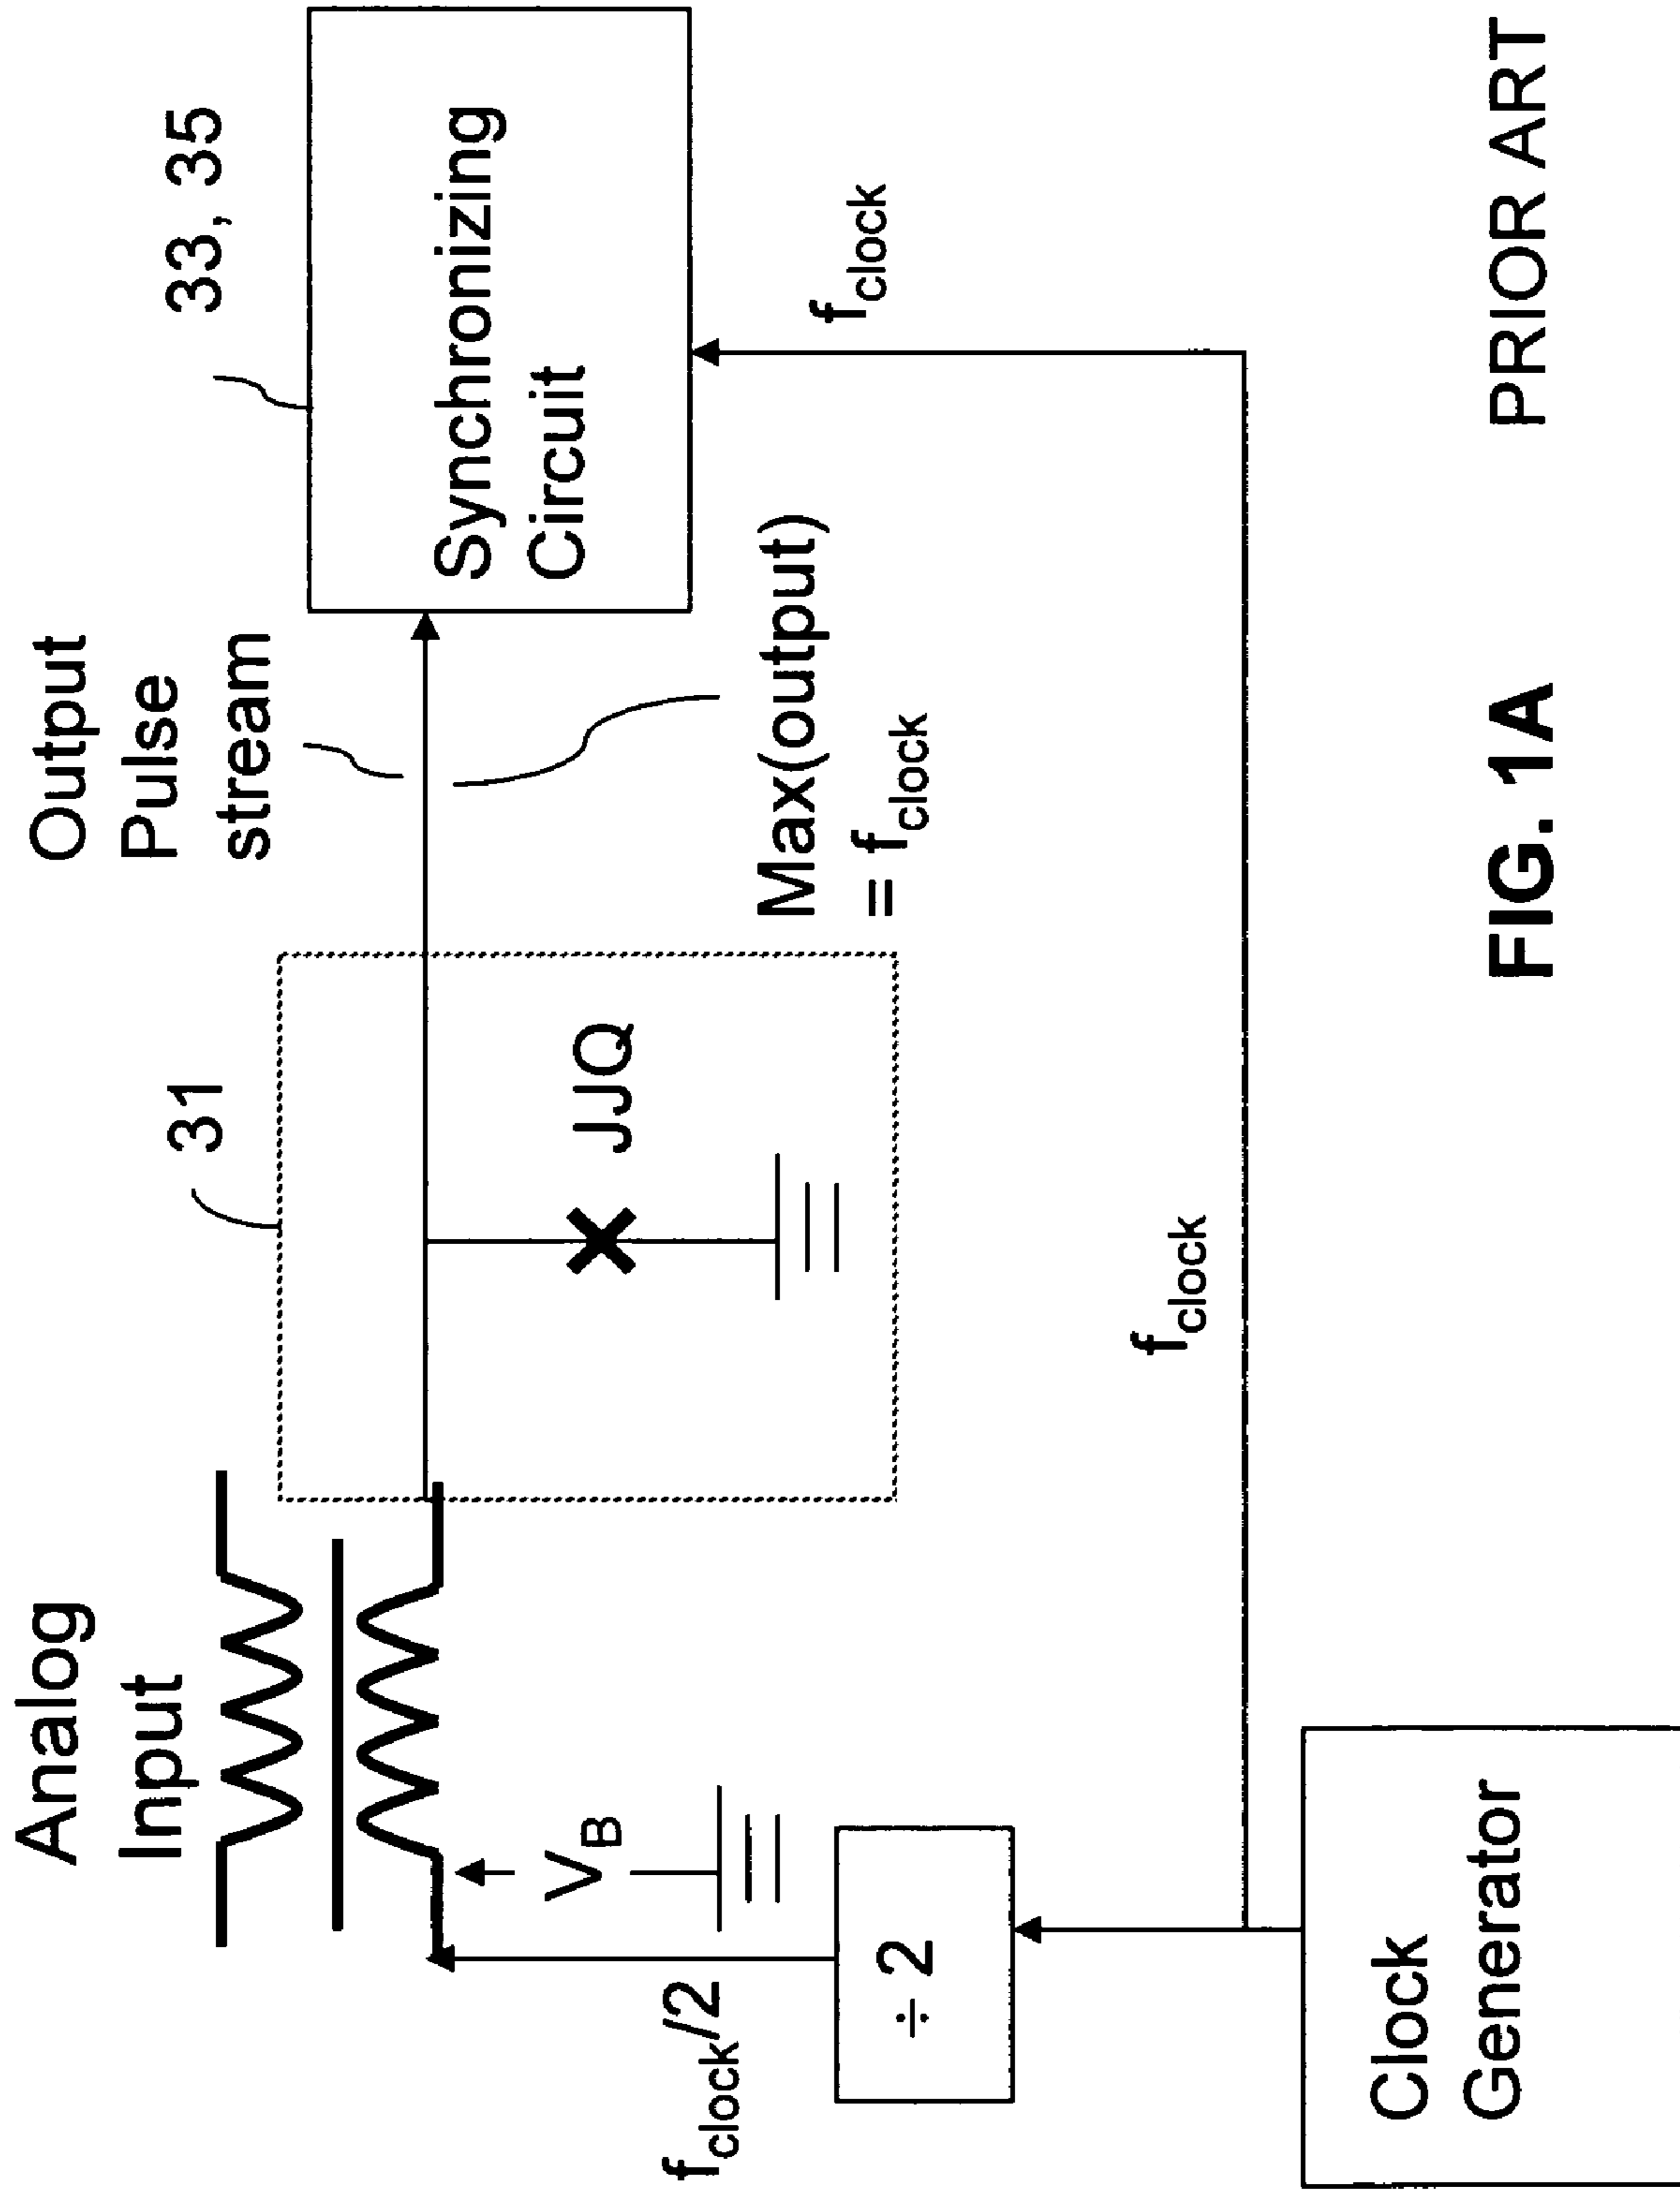 Analog
Input
31
Output
Pulse
stream
33, 35
Synchronizing
Circuit
V_B
JJQ
Max(output)
= f_clock
f_clock/2
÷ 2
f_clock
f_clock
Clock
Generator
FIG. 1A
PRIOR ART